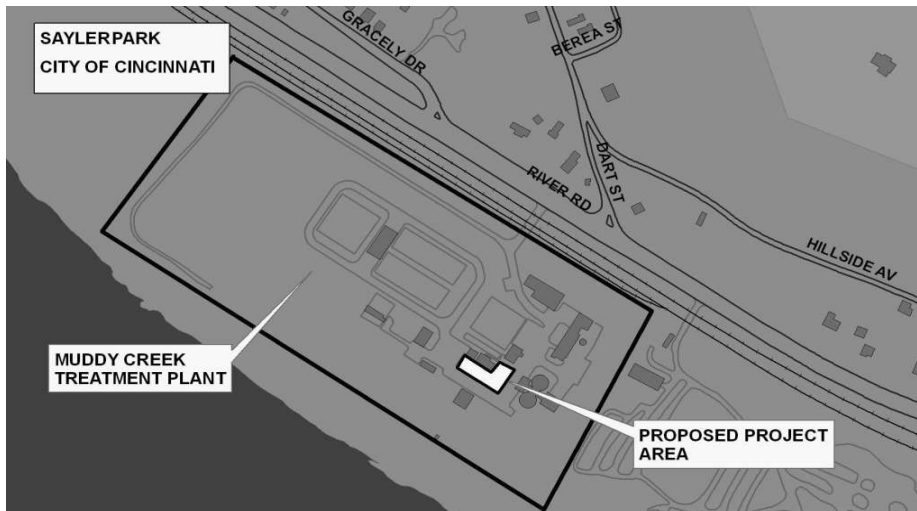 SAYLERPARK
CITY OF CINCINNATI
GRACELY DR
BEREA ST
RIVER RD
DART ST
HILLSIDE AV
MUDDY CREEK
TREATMENT PLANT
PROPOSED PROJECT
AREA